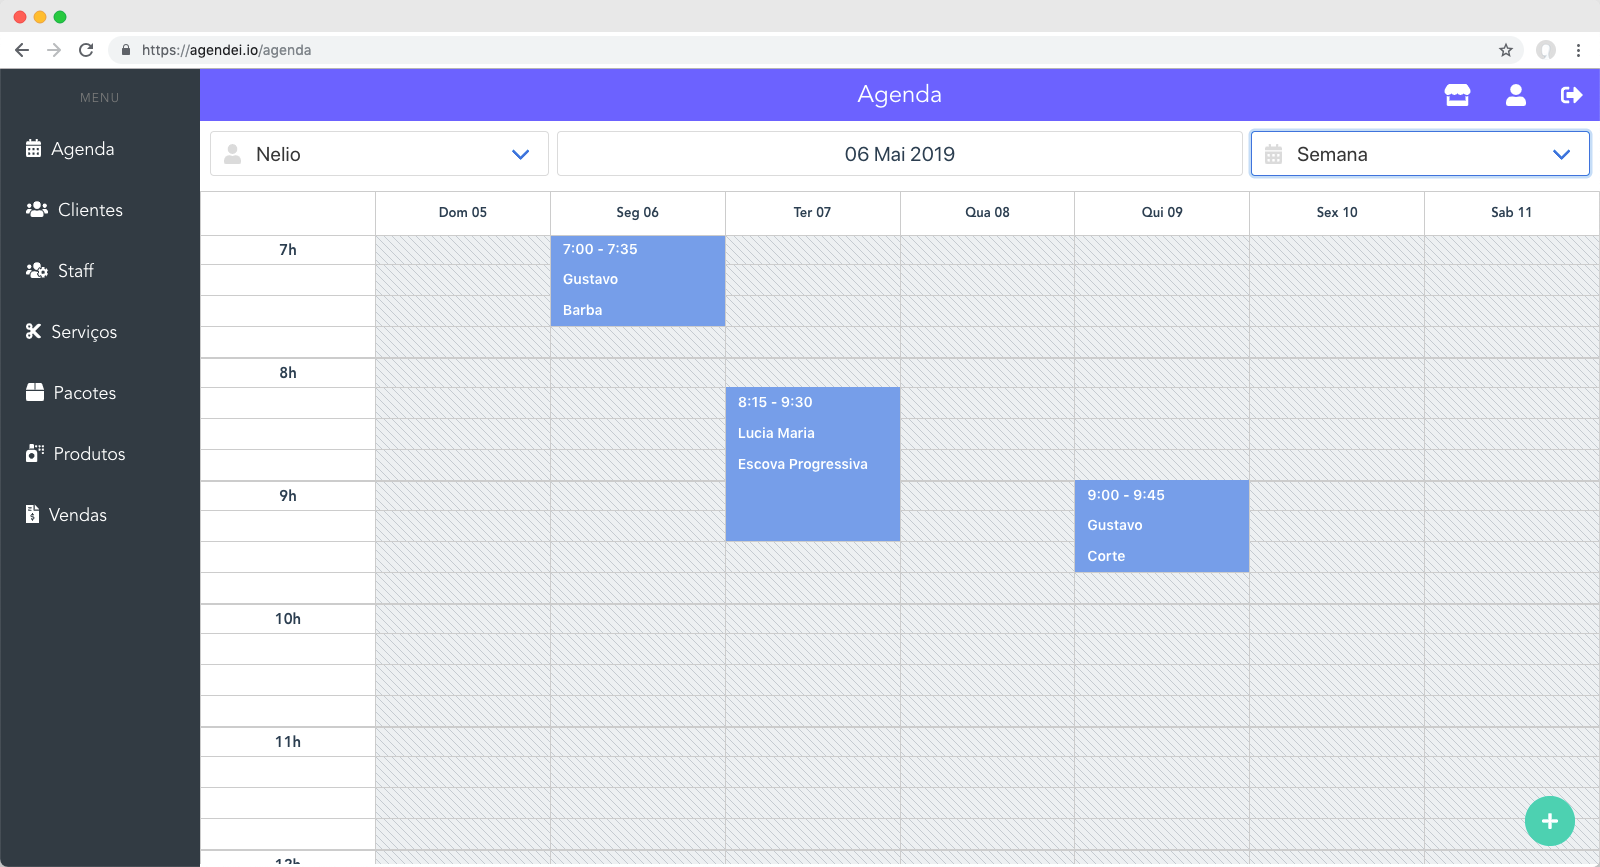 https://agendei.io/agenda
MENU
Agenda
Clientes
Staff
Serviços
Pacotes
Produtos
Vendas
Agenda
Nelio
06 Mai 2019
Semana
Dom 05 Seg 06 Ter 07 Qua 08 Qui 09 Sex 10 Sab 11
7h
7:00 - 7:35
Gustavo
Barba
8h
8:15 - 9:30
Lucia Maria
Escova Progressiva
9h
9:00 - 9:45
Gustavo
Corte
10h
11h
12h